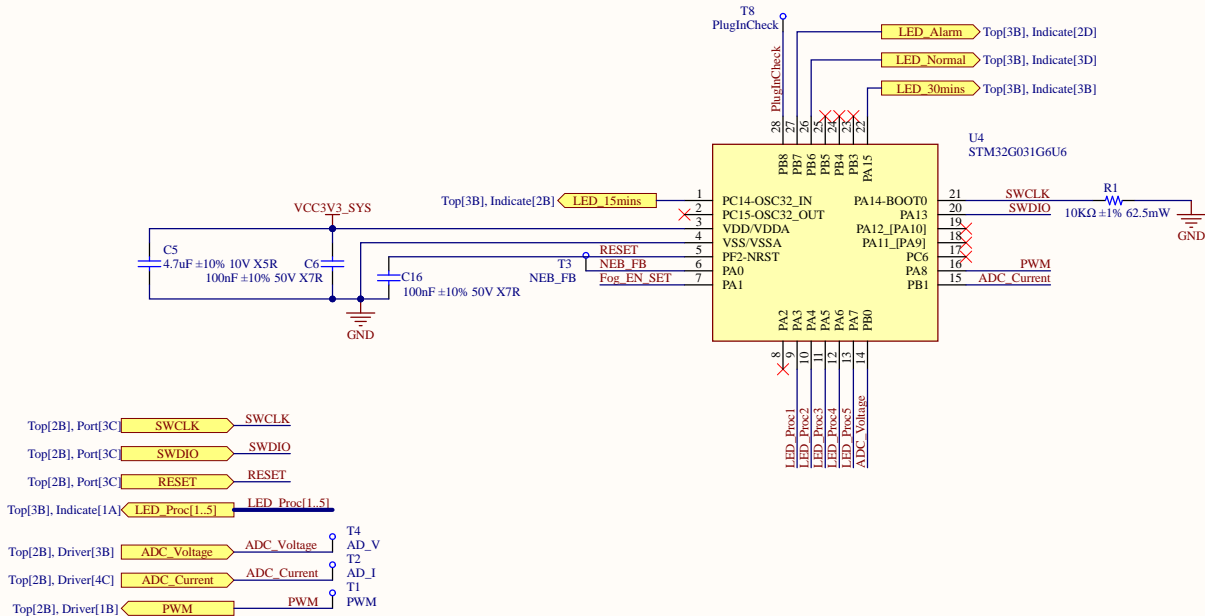 T8
PlugInCheck
PlugInCheck
LED_Alarm
Top[3B], Indicate[2D]
LED_Normal
Top[3B], Indicate[3D]
LED_30mins
Top[3B], Indicate[3B]
28
27
26
25
24
23
22
PB8
PB7
PB6
PB5
PB4
PB3
PA15
U4
STM32G031G6U6
Top[3B], Indicate[2B]
LED_15mins
1
PC14-OSC32_IN
2
PC15-OSC32_OUT
VCC3V3_SYS
3
VDD/VDDA
4
VSS/VSSA
RESET
5
PF2-NRST
T3
NEB_FB
NEB_FB
6
PA0
Fog_EN_SET
7
PA1
PA14-BOOT0
21
SWCLK
R1
10KΩ ±1% 62.5mW
GND
PA13
20
SWDIO
PA12_[PA10]
19
PA11_[PA9]
18
PC6
17
PA8
16
PWM
PB1
15
ADC_Current
C5
4.7uF ±10% 10V X5R
C6
100nF ±10% 50V X7R
C16
100nF ±10% 50V X7R
GND
PA2
PA3
PA4
PA5
PA6
PA7
PB0
8
9
10
11
12
13
14
LED_Proc1
LED_Proc2
LED_Proc3
LED_Proc4
LED_Proc5
ADC_Voltage
Top[2B], Port[3C]
SWCLK
SWCLK
Top[2B], Port[3C]
SWDIO
SWDIO
Top[2B], Port[3C]
RESET
RESET
Top[3B], Indicate[1A]
LED_Proc[1..5]
LED_Proc[1..5]
Top[2B], Driver[3B]
ADC_Voltage
ADC_Voltage
T4
AD_V
Top[2B], Driver[4C]
ADC_Current
ADC_Current
T2
AD_I
Top[2B], Driver[1B]
PWM
PWM
T1
PWM